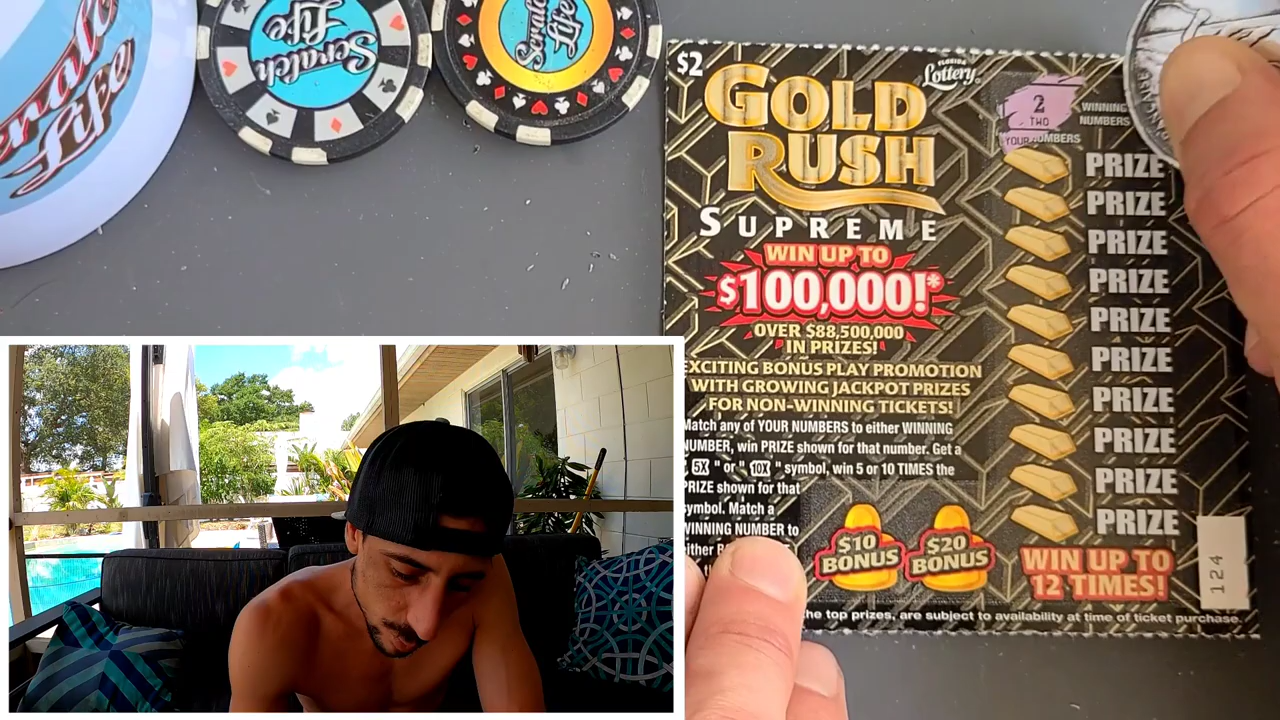 Scratch
Life
Scratch
Life
Life
$2
GOLD
RUSH
SUPREME
FLORIDA
Lottery
2
TWO
WINNING
NUMBERS
WIN UP TO
$100,000!*
OVER $88,500,000
IN PRIZES!
EXCITING BONUS PLAY PROMOTION
WITH GROWING JACKPOT PRIZES
FOR NON-WINNING TICKETS!
Match any of YOUR NUMBERS to either WINNING
NUMBER, win PRIZE shown for that number. Get a
5X " or " 10X " symbol, win 5 or 10 TIMES the
PRIZE shown for that
symbol. Match a
WINNING NUMBER to
either
PRIZE
PRIZE
PRIZE
PRIZE
PRIZE
PRIZE
PRIZE
PRIZE
PRIZE
PRIZE
$10
BONUS
$20
BONUS
WIN UP TO
12 TIMES!
124
the top prizes, are subject to availability at time of ticket purchase.